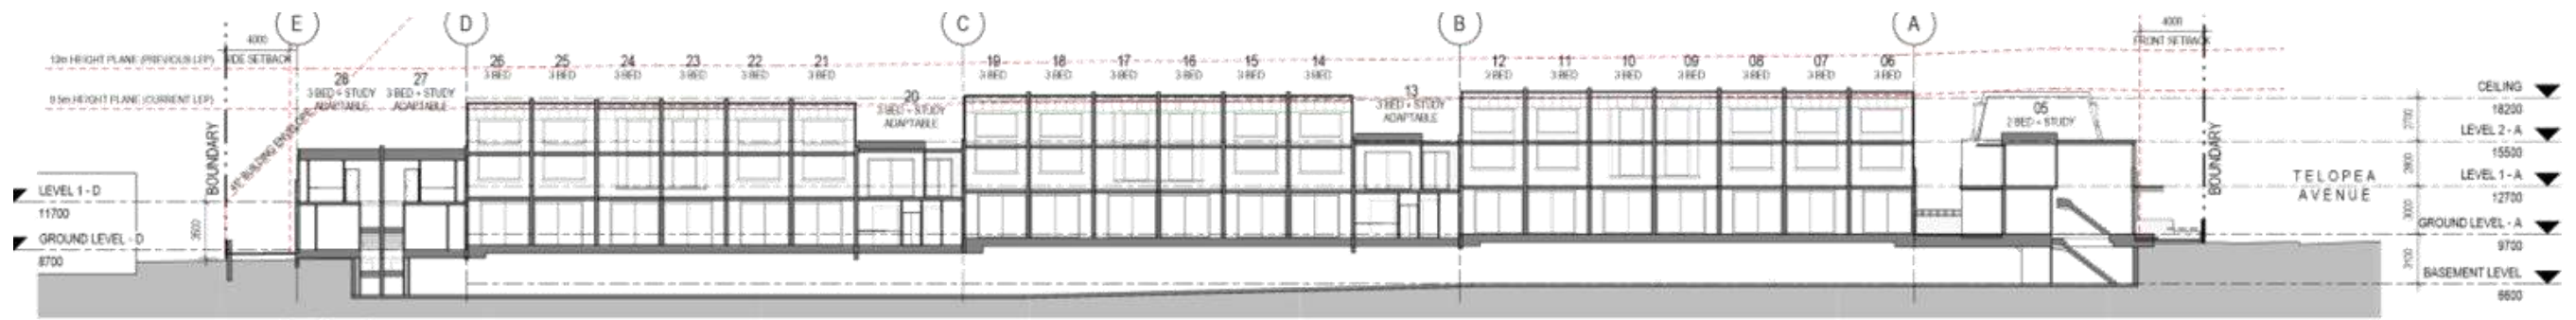 E
D
C
B
A
4000
4000
SIDE SETBACK
FRONT SETBACK
12m HEIGHT PLANE (PREVIOUS LEP)
9.5m HEIGHT PLANE (CURRENT LEP)
45° BUILDING ENVELOPE
BOUNDARY
28
3 BED + STUDY
ADAPTABLE
27
3 BED + STUDY
ADAPTABLE
26
3 BED
25
3 BED
24
3 BED
23
3 BED
22
3 BED
21
3 BED
20
3 BED + STUDY
ADAPTABLE
19
3 BED
18
3 BED
17
3 BED
16
3 BED
15
3 BED
14
3 BED
13
3 BED + STUDY
ADAPTABLE
12
3 BED
11
3 BED
10
3 BED
09
3 BED
08
3 BED
07
3 BED
06
3 BED
05
2 BED + STUDY
BOUNDARY
TELOPEA
AVENUE
LEVEL 1 - D
11700
GROUND LEVEL - D
8700
3500
CEILING
18200
2700
LEVEL 2 - A
15500
2800
LEVEL 1 - A
12700
3000
GROUND LEVEL - A
9700
3100
BASEMENT LEVEL
6600